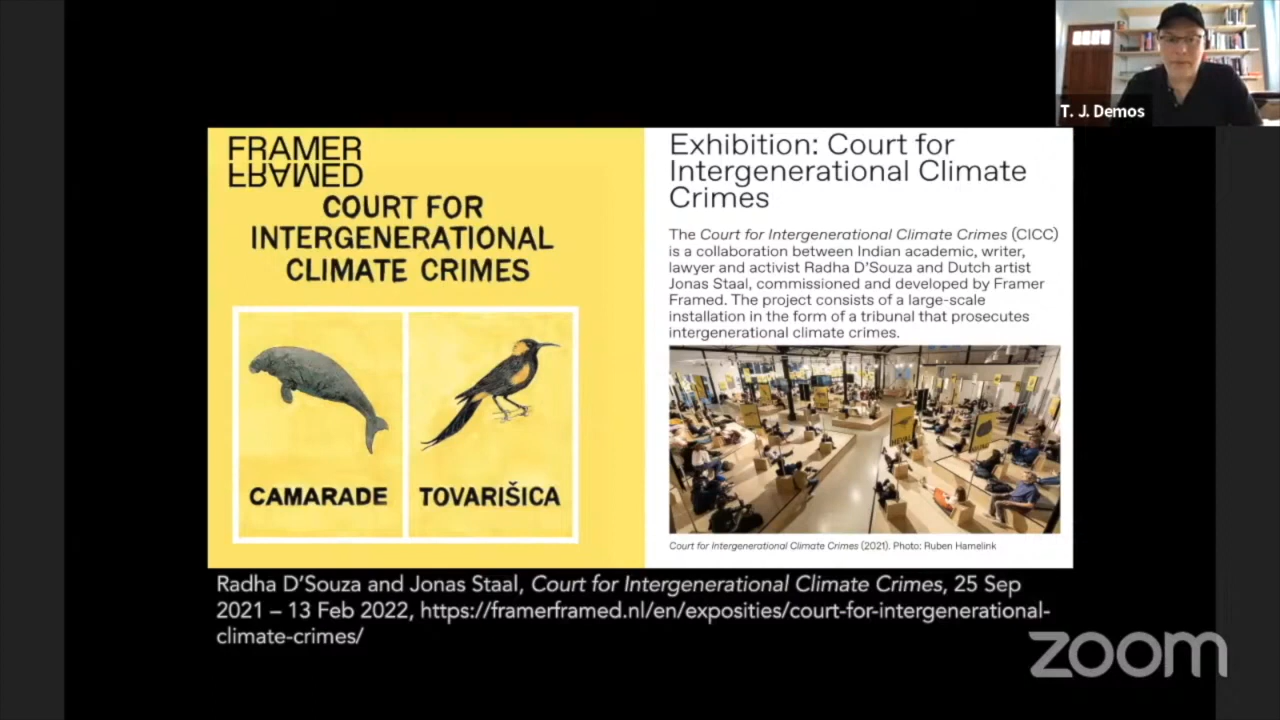 T. J. Demos
FRAMER
FRAMED
COURT FOR
INTERGENERATIONAL
CLIMATE CRIMES
CAMARADE
TOVARIŠICA
Exhibition: Court for
Intergenerational Climate
Crimes
The Court for Intergenerational Climate Crimes (CICC)
is a collaboration between Indian academic, writer,
lawyer and activist Radha D’Souza and Dutch artist
Jonas Staal, commissioned and developed by Framer
Framed. The project consists of a large-scale
installation in the form of a tribunal that prosecutes
intergenerational climate crimes.
Court for Intergenerational Climate Crimes (2021). Photo: Ruben Hamelink
Radha D’Souza and Jonas Staal, Court for Intergenerational Climate Crimes, 25 Sep
2021 – 13 Feb 2022, https://framerframed.nl/en/exposities/court-for-intergenerational-
climate-crimes/
zoom